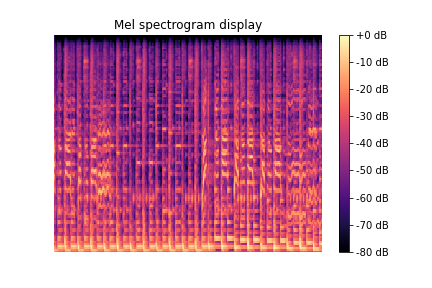 Mel spectrogram display
+0 dB
-10 dB
-20 dB
-30 dB
-40 dB
-50 dB
-60 dB
-70 dB
-80 dB